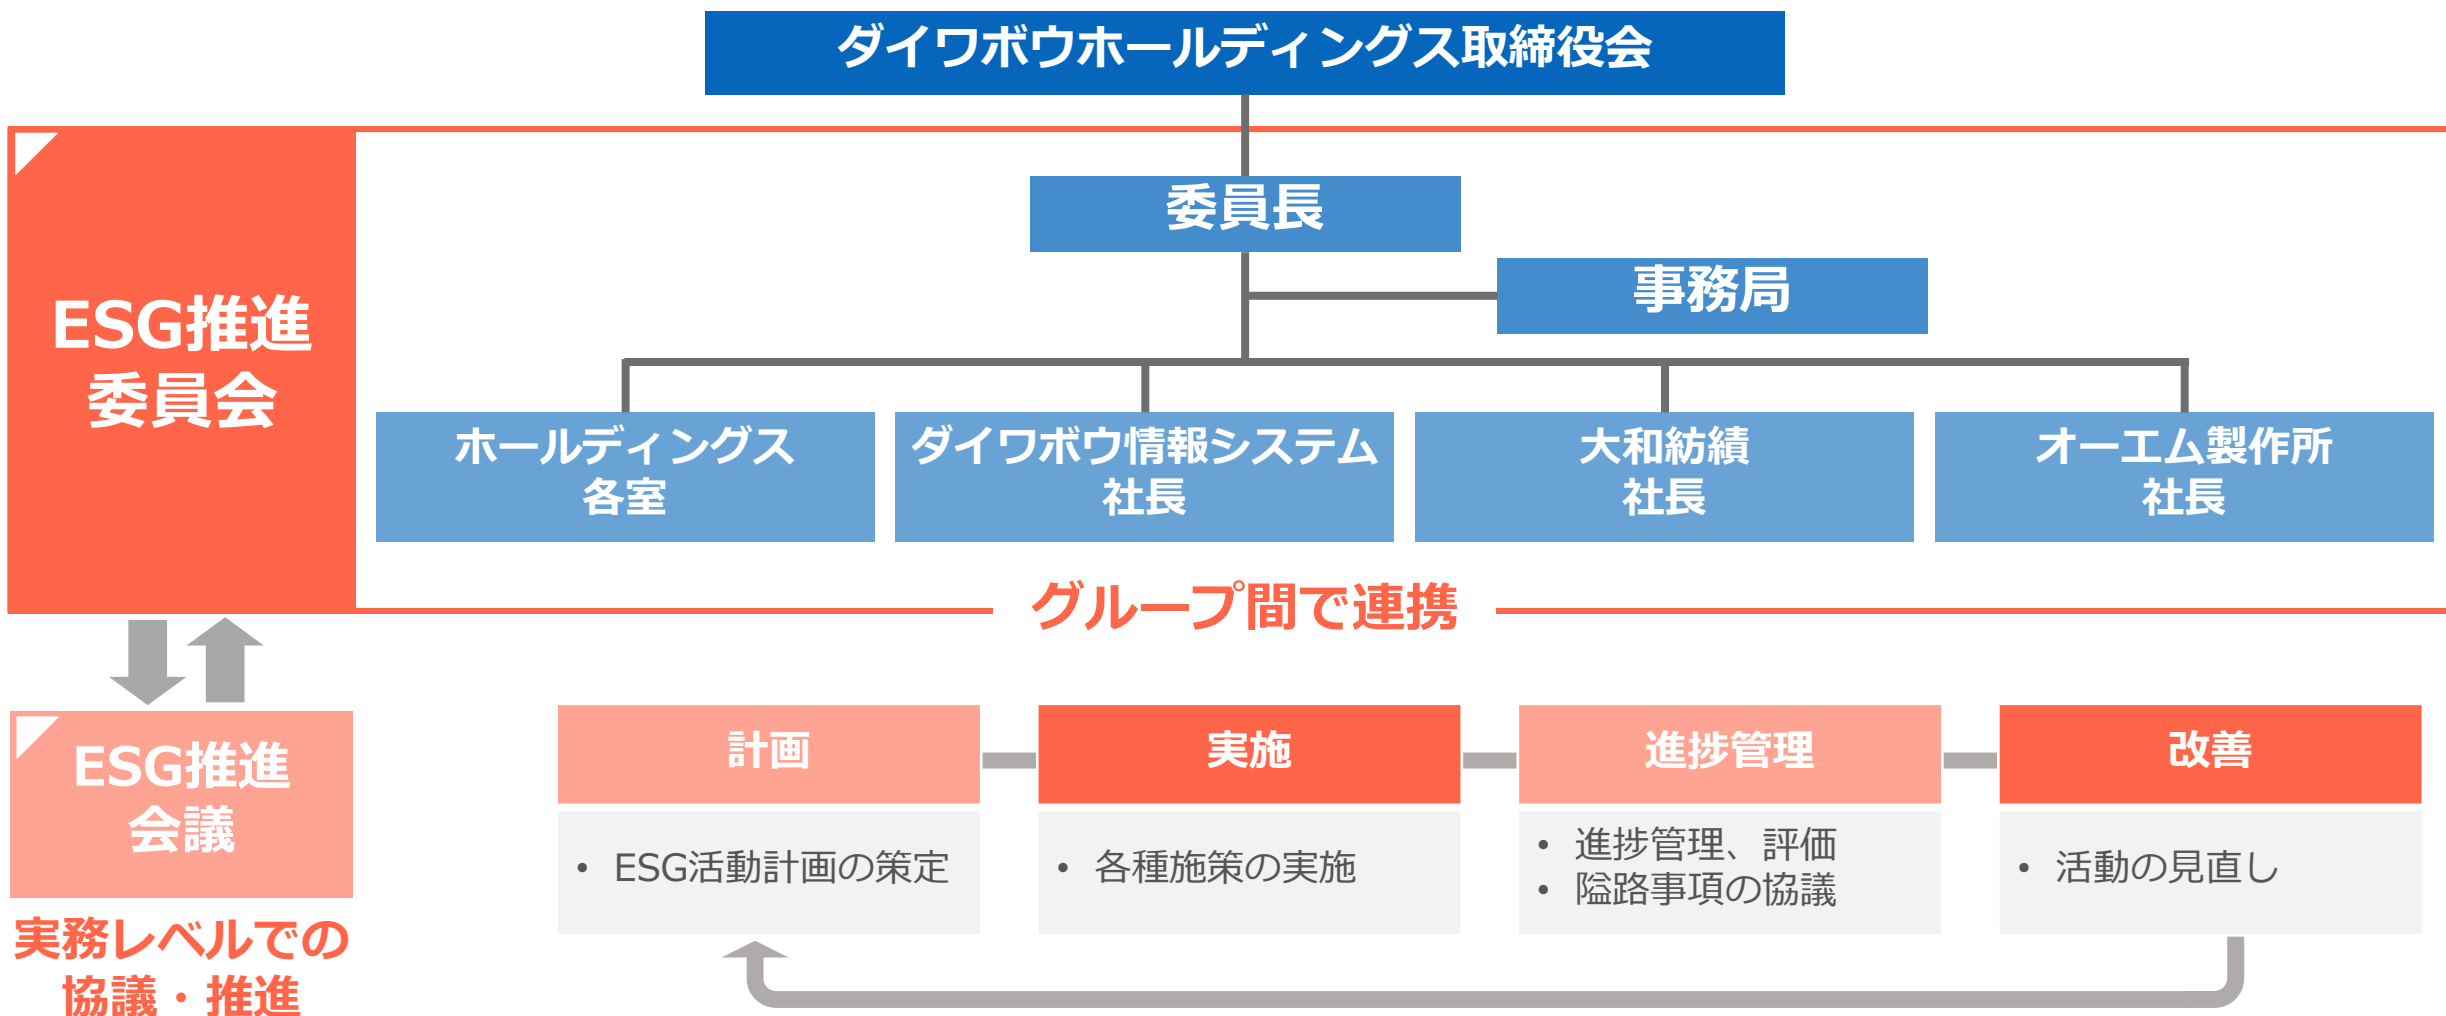 ダイワボウホールディングス取締役会
委員長
事務局
ESG推進
委員会
ホールディングス
各室
ダイワボウ情報システム
社長
大和紡績
社長
オーエム製作所
社長
グループ間で連携
ESG推進
会議
実務レベルでの
協議・推進
計画
• ESG活動計画の策定
実施
• 各種施策の実施
進捗管理
• 進捗管理、評価
• 隘路事項の協議
改善
• 活動の見直し